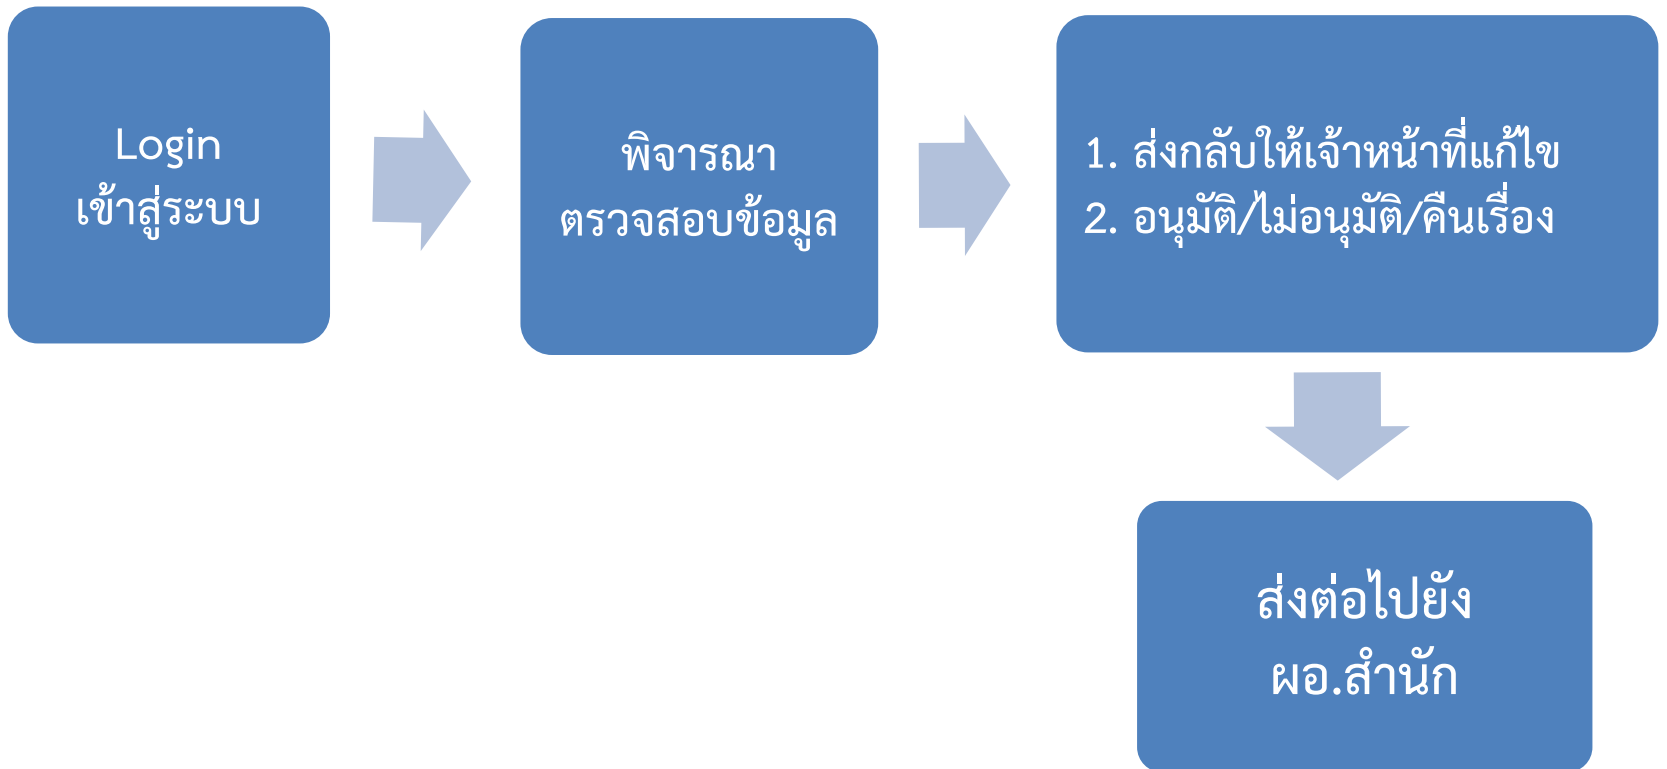 Login
เข้าสู่ระบบ
พิจารณา
ตรวจสอบข้อมูล
1. ส่งกลับให้เจ้าหน้าที่แก้ไข
2. อนุมัติ/ไม่อนุมัติ/คืนเรื่อง
ส่งต่อไปยัง
ผอ.สำนัก